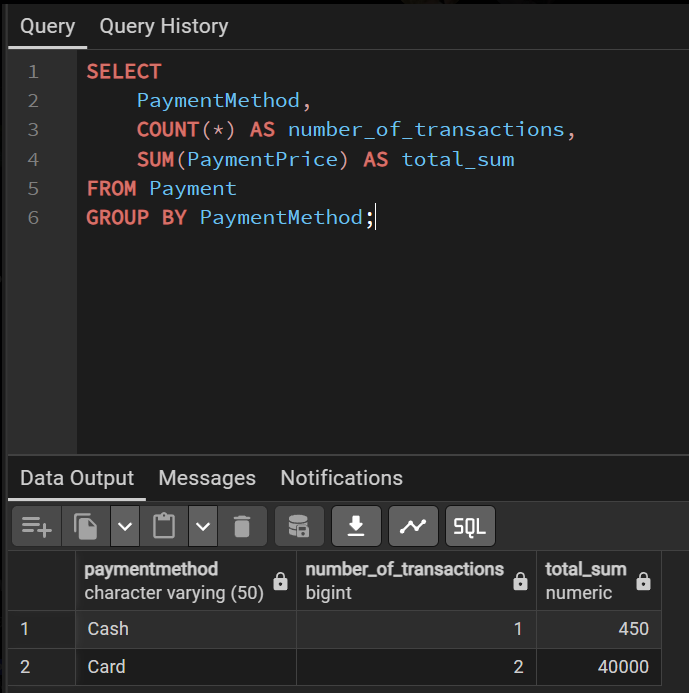 Query Query History
1 SELECT
2 PaymentMethod,
3 COUNT(*) AS number_of_transactions,
4 SUM(PaymentPrice) AS total_sum
5 FROM Payment
6 GROUP BY PaymentMethod;
Data Output Messages Notifications
SQL
paymentmethod number_of_transactions total_sum
character varying (50) bigint numeric
1 Cash 1 450
2 Card 2 40000